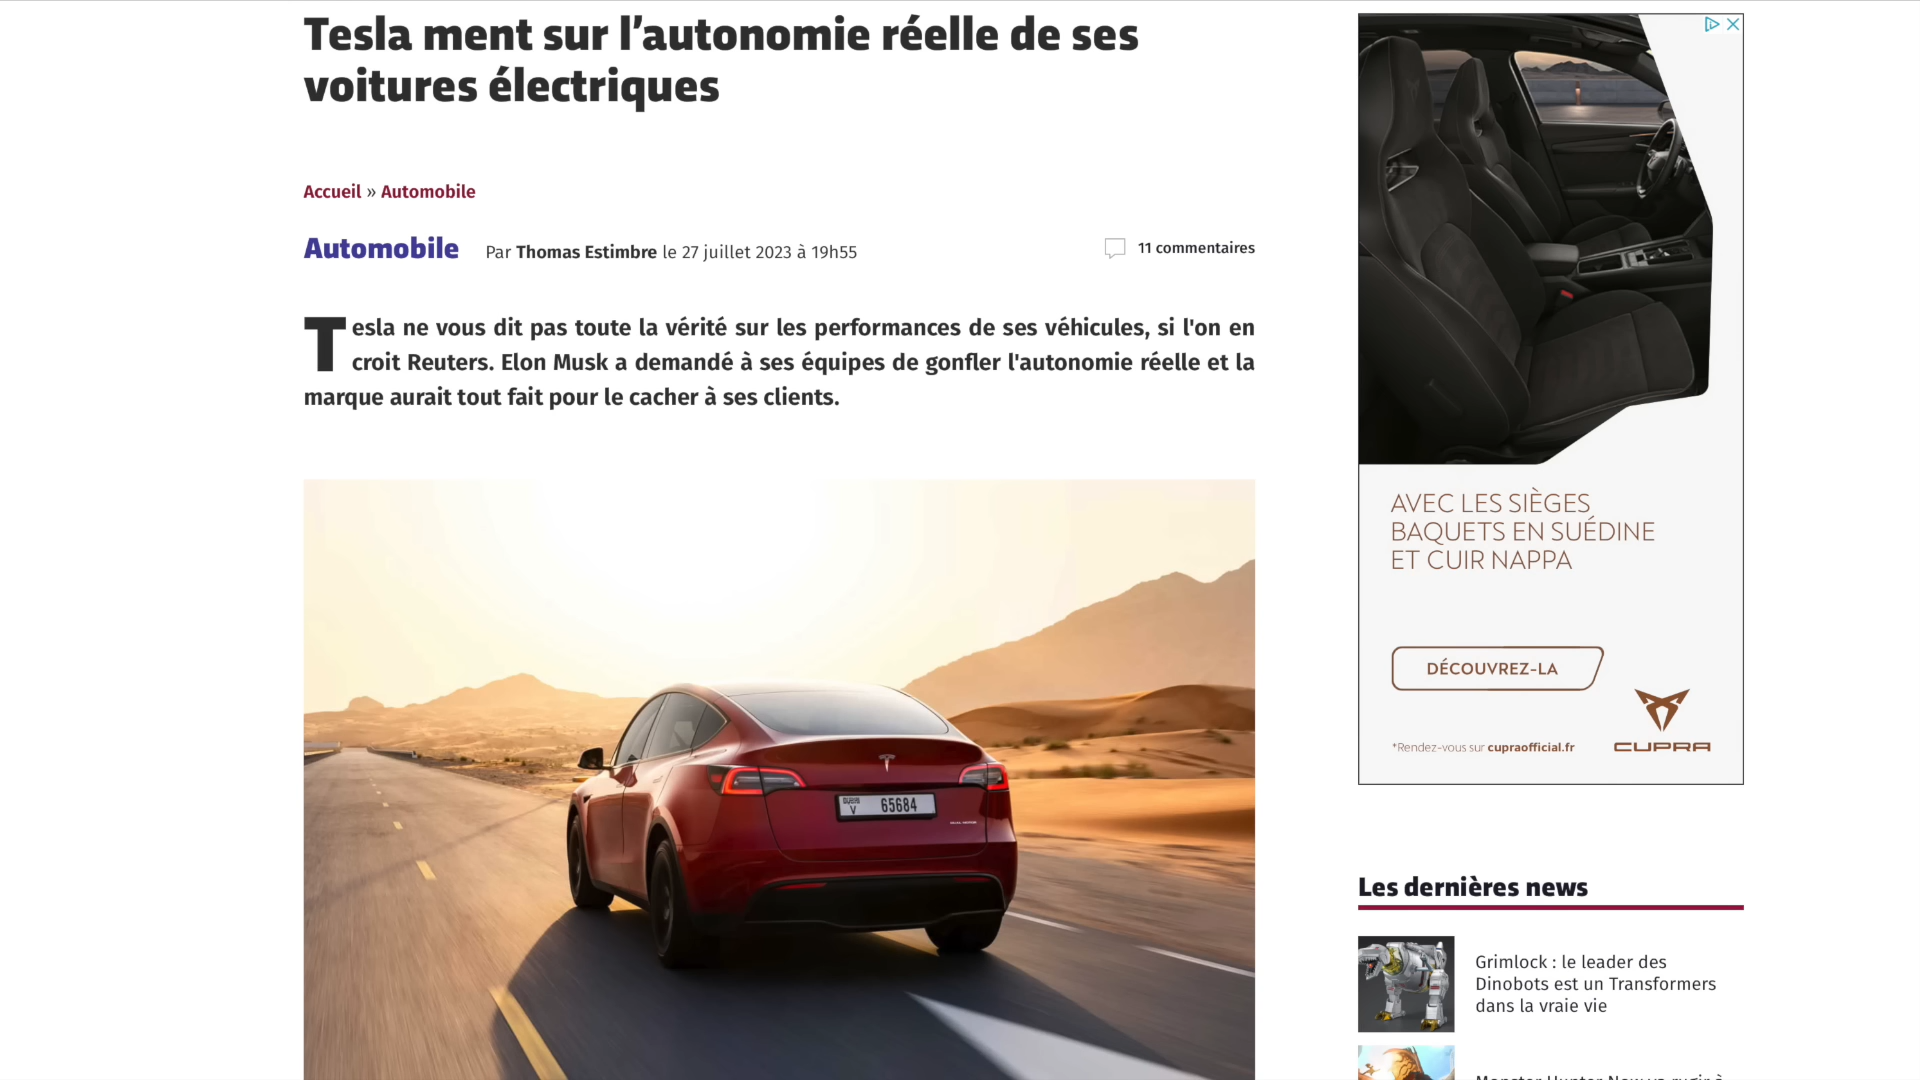 Tesla ment sur l’autonomie réelle de ses
voitures électriques
Accueil » Automobile
Automobile
Par Thomas Estimbre le 27 juillet 2023 à 19h55
11 commentaires
Tesla ne vous dit pas toute la vérité sur les performances de ses véhicules, si l'on en
croit Reuters. Elon Musk a demandé à ses équipes de gonfler l'autonomie réelle et la
marque aurait tout fait pour le cacher à ses clients.
V 65684
DUAL MOTOR
AVEC LES SIÈGES
BAQUETS EN SUÉDINE
ET CUIR NAPPA
DÉCOUVREZ-LA
*Rendez-vous sur cupraofficial.fr
CUPRA
Les dernières news
Grimlock : le leader des
Dinobots est un Transformers
dans la vraie vie